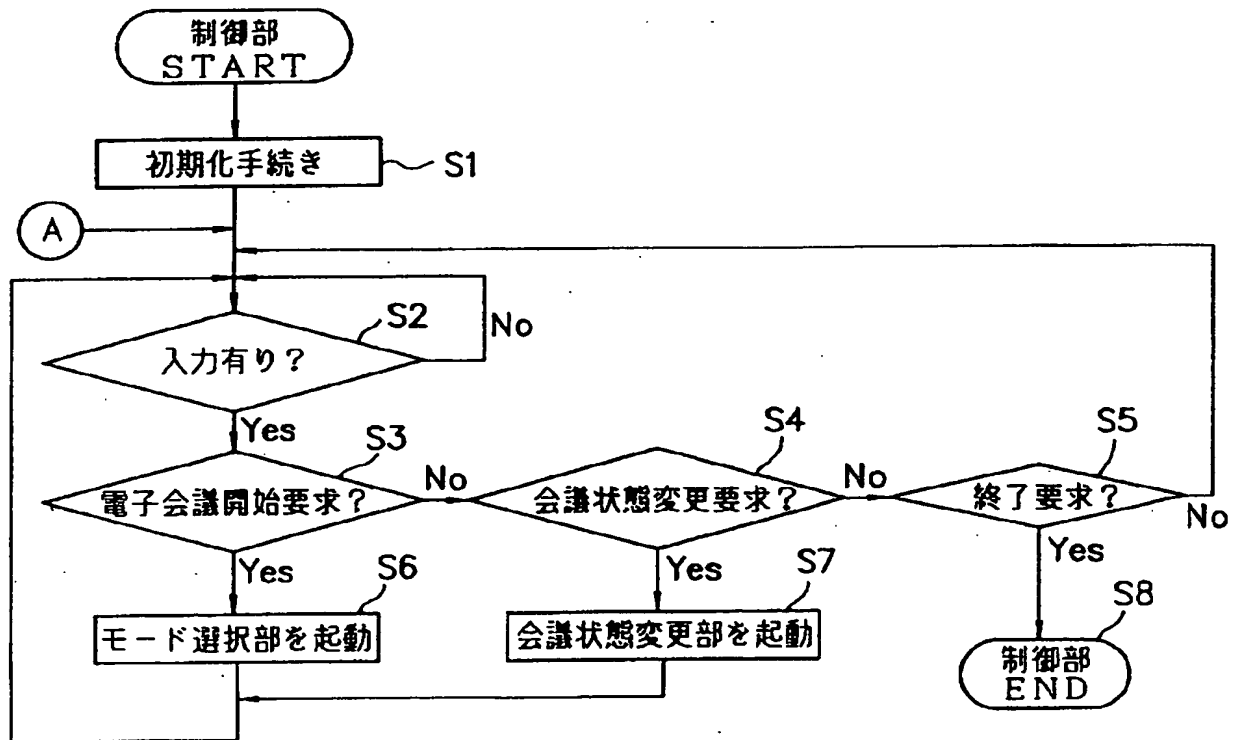 制御部
START
初期化手続き
S1
A
S2
入力有り？
No
Yes
S3
電子会議開始要求？
No
S4
会議状態変更要求？
No
S5
終了要求？
No
Yes
S6
モード選択部を起動
Yes
S7
会議状態変更部を起動
Yes
S8
制御部
END